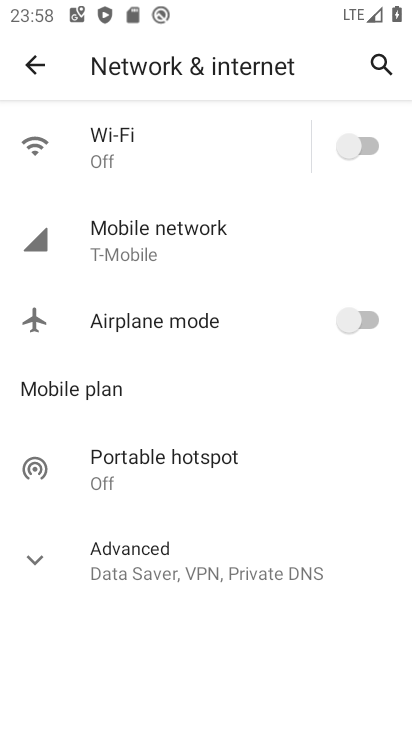 23:58
LTE
Network & internet
Wi-Fi
Off
Mobile network
T-Mobile
Airplane mode
Mobile plan
Portable hotspot
Off
Advanced
Data Saver, VPN, Private DNS